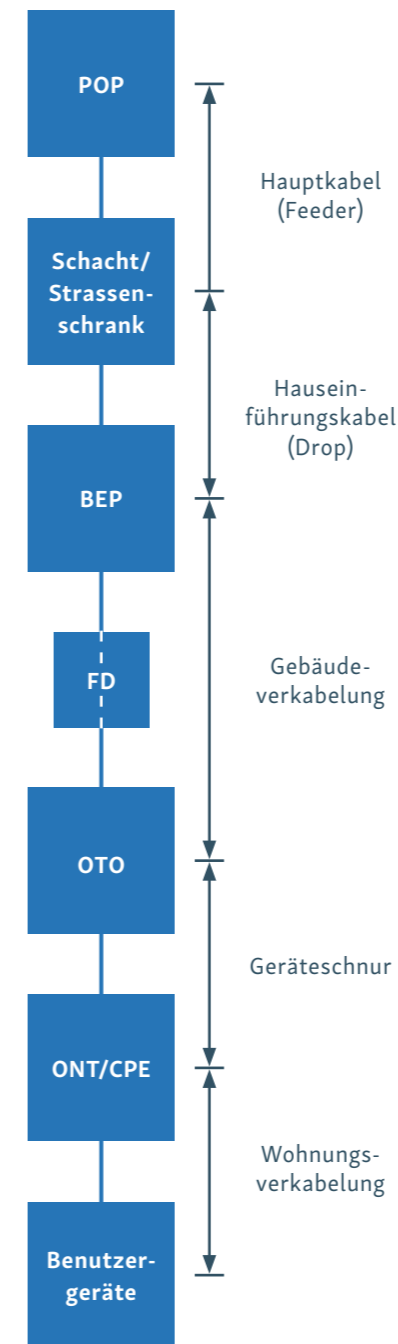 POP
Hauptkabel
(Feeder)
Schacht/
Strassen-
schrank
Hausein-
führungskabel
(Drop)
BEP
Gebäude-
verkabelung
FD
OTO
Geräteschnur
ONT/CPE
Wohnungs-
verkabelung
Benutzer-
geräte